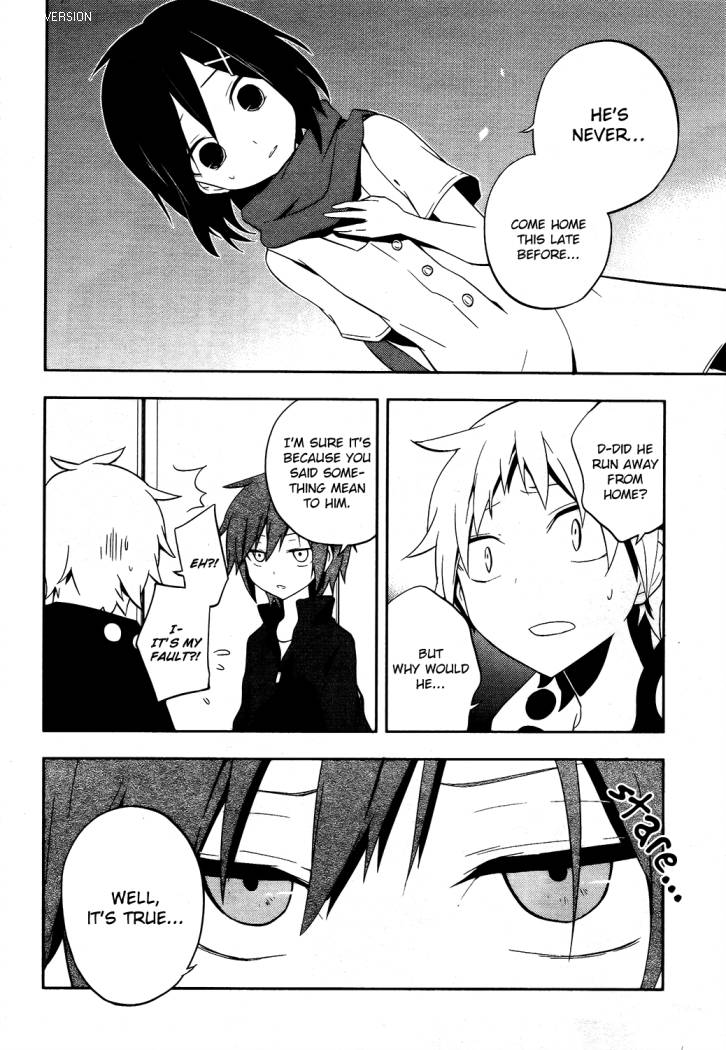 VERSION
HE'S
NEVER...
COME HOME
THIS LATE
BEFORE...
D-DID HE
RUN AWAY
FROM
HOME?
BUT
WHY WOULD
HE...
I'M SURE IT'S
BECAUSE YOU
SAID SOME-
THING MEAN
TO HIM.
EH?!
I-
IT'S MY
FAULT?!
stare...
WELL,
IT'S TRUE...